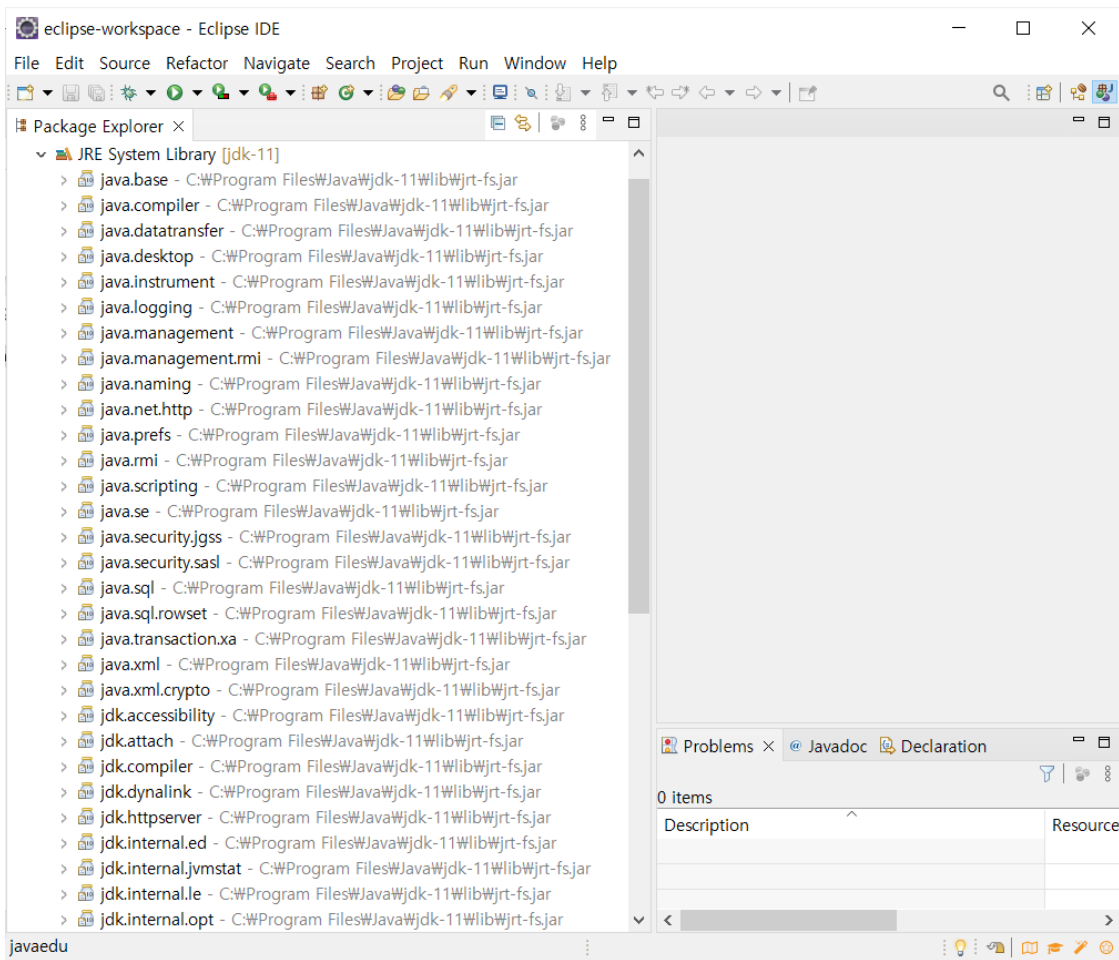 eclipse-workspace - Eclipse IDE
File Edit Source Refactor Navigate Search Project Run Window Help
Package Explorer
JRE System Library [jdk-11]
java.base - C:₩Program Files₩Java₩jdk-11₩lib₩jrt-fs.jar
java.compiler - C:₩Program Files₩Java₩jdk-11₩lib₩jrt-fs.jar
java.datatransfer - C:₩Program Files₩Java₩jdk-11₩lib₩jrt-fs.jar
java.desktop - C:₩Program Files₩Java₩jdk-11₩lib₩jrt-fs.jar
java.instrument - C:₩Program Files₩Java₩jdk-11₩lib₩jrt-fs.jar
java.logging - C:₩Program Files₩Java₩jdk-11₩lib₩jrt-fs.jar
java.management - C:₩Program Files₩Java₩jdk-11₩lib₩jrt-fs.jar
java.management.rmi - C:₩Program Files₩Java₩jdk-11₩lib₩jrt-fs.jar
java.naming - C:₩Program Files₩Java₩jdk-11₩lib₩jrt-fs.jar
java.net.http - C:₩Program Files₩Java₩jdk-11₩lib₩jrt-fs.jar
java.prefs - C:₩Program Files₩Java₩jdk-11₩lib₩jrt-fs.jar
java.rmi - C:₩Program Files₩Java₩jdk-11₩lib₩jrt-fs.jar
java.scripting - C:₩Program Files₩Java₩jdk-11₩lib₩jrt-fs.jar
java.se - C:₩Program Files₩Java₩jdk-11₩lib₩jrt-fs.jar
java.security.jgss - C:₩Program Files₩Java₩jdk-11₩lib₩jrt-fs.jar
java.security.sasl - C:₩Program Files₩Java₩jdk-11₩lib₩jrt-fs.jar
java.sql - C:₩Program Files₩Java₩jdk-11₩lib₩jrt-fs.jar
java.sql.rowset - C:₩Program Files₩Java₩jdk-11₩lib₩jrt-fs.jar
java.transaction.xa - C:₩Program Files₩Java₩jdk-11₩lib₩jrt-fs.jar
java.xml - C:₩Program Files₩Java₩jdk-11₩lib₩jrt-fs.jar
java.xml.crypto - C:₩Program Files₩Java₩jdk-11₩lib₩jrt-fs.jar
jdk.accessibility - C:₩Program Files₩Java₩jdk-11₩lib₩jrt-fs.jar
jdk.attach - C:₩Program Files₩Java₩jdk-11₩lib₩jrt-fs.jar
jdk.compiler - C:₩Program Files₩Java₩jdk-11₩lib₩jrt-fs.jar
jdk.dynalink - C:₩Program Files₩Java₩jdk-11₩lib₩jrt-fs.jar
jdk.httpserver - C:₩Program Files₩Java₩jdk-11₩lib₩jrt-fs.jar
jdk.internal.ed - C:₩Program Files₩Java₩jdk-11₩lib₩jrt-fs.jar
jdk.internal.jvmstat - C:₩Program Files₩Java₩jdk-11₩lib₩jrt-fs.jar
jdk.internal.le - C:₩Program Files₩Java₩jdk-11₩lib₩jrt-fs.jar
jdk.internal.opt - C:₩Program Files₩Java₩jdk-11₩lib₩jrt-fs.jar
Problems @ Javadoc Declaration
0 items
Description Resource
javaedu